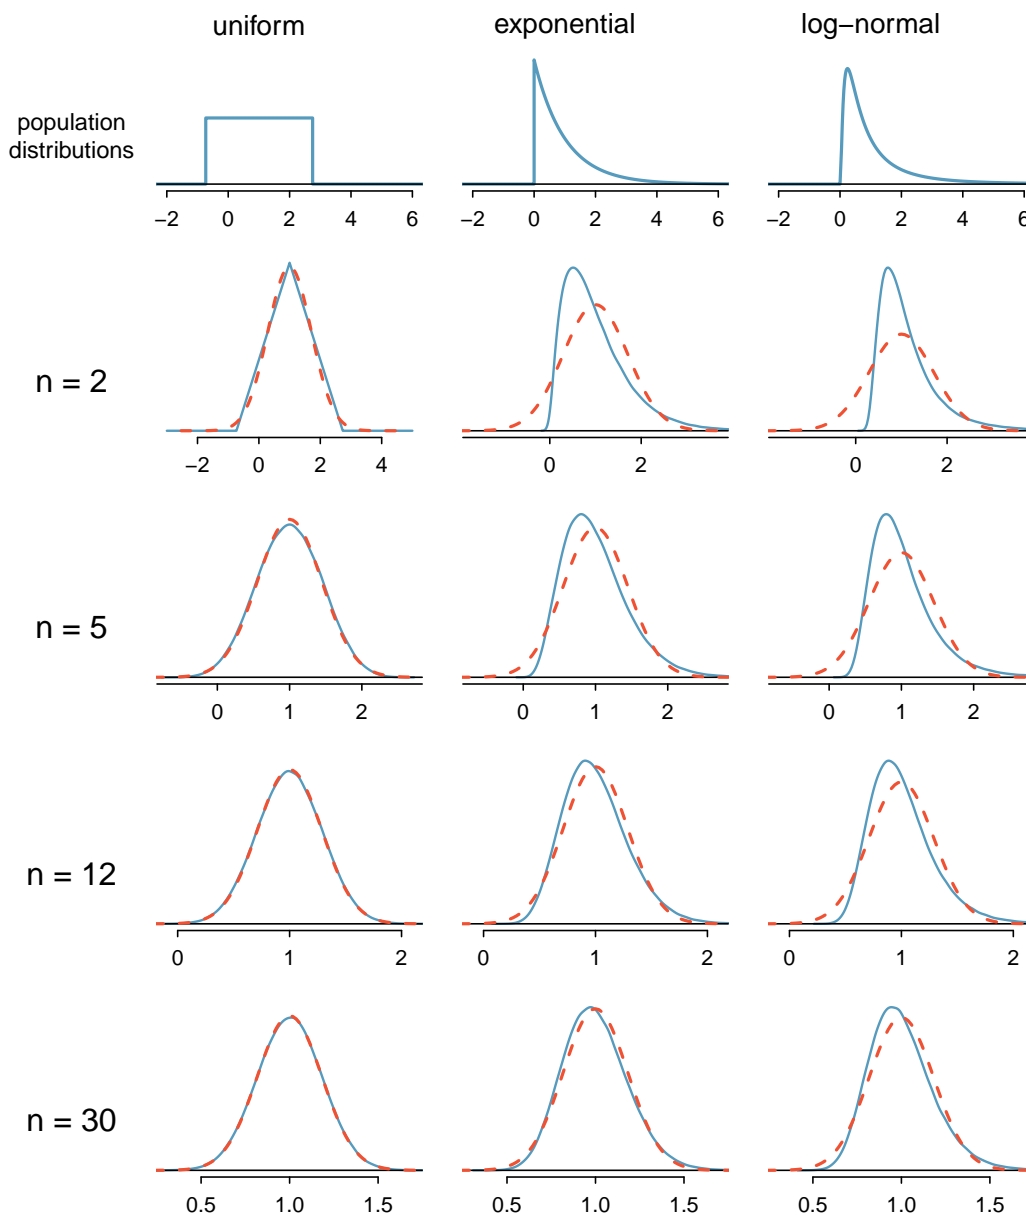 uniform exponential log−normal
population
distributions
−2 0 2 4 6 −2 0 2 4 6 −2 0 2 4 6
n = 2
−2 0 2 4 0 2 0 2
n = 5
0 1 2 0 1 2 0 1 2
n = 12
0 1 2 0 1 2 0 1 2
n = 30
0.5 1.0 1.5 0.5 1.0 1.5 0.5 1.0 1.5